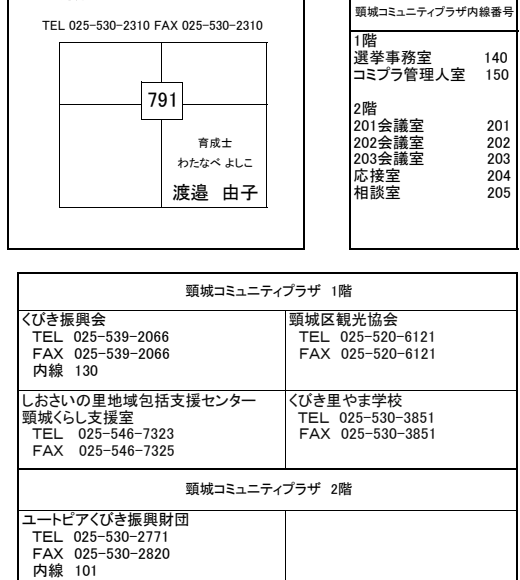 TEL 025-530-2310 FAX 025-530-2310
791
育成士
わたなべ よしこ
渡邉 由子
頸城コミュニティプラザ内線番号
1階
選挙事務室 140
コミプラ管理人室 150
2階
201会議室 201
202会議室 202
203会議室 203
応接室 204
相談室 205
頸城コミュニティプラザ 1階
くびき振興会
TEL 025-539-2066
FAX 025-539-2066
内線 130
頸城区観光協会
TEL 025-520-6121
FAX 025-520-6121
しおさいの里地域包括支援センター
頸城くらし支援室
TEL 025-546-7323
FAX 025-546-7325
くびき里やま学校
TEL 025-530-3851
FAX 025-530-3851
頸城コミュニティプラザ 2階
ユートピアくびき振興財団
TEL 025-530-2771
FAX 025-530-2820
内線 101